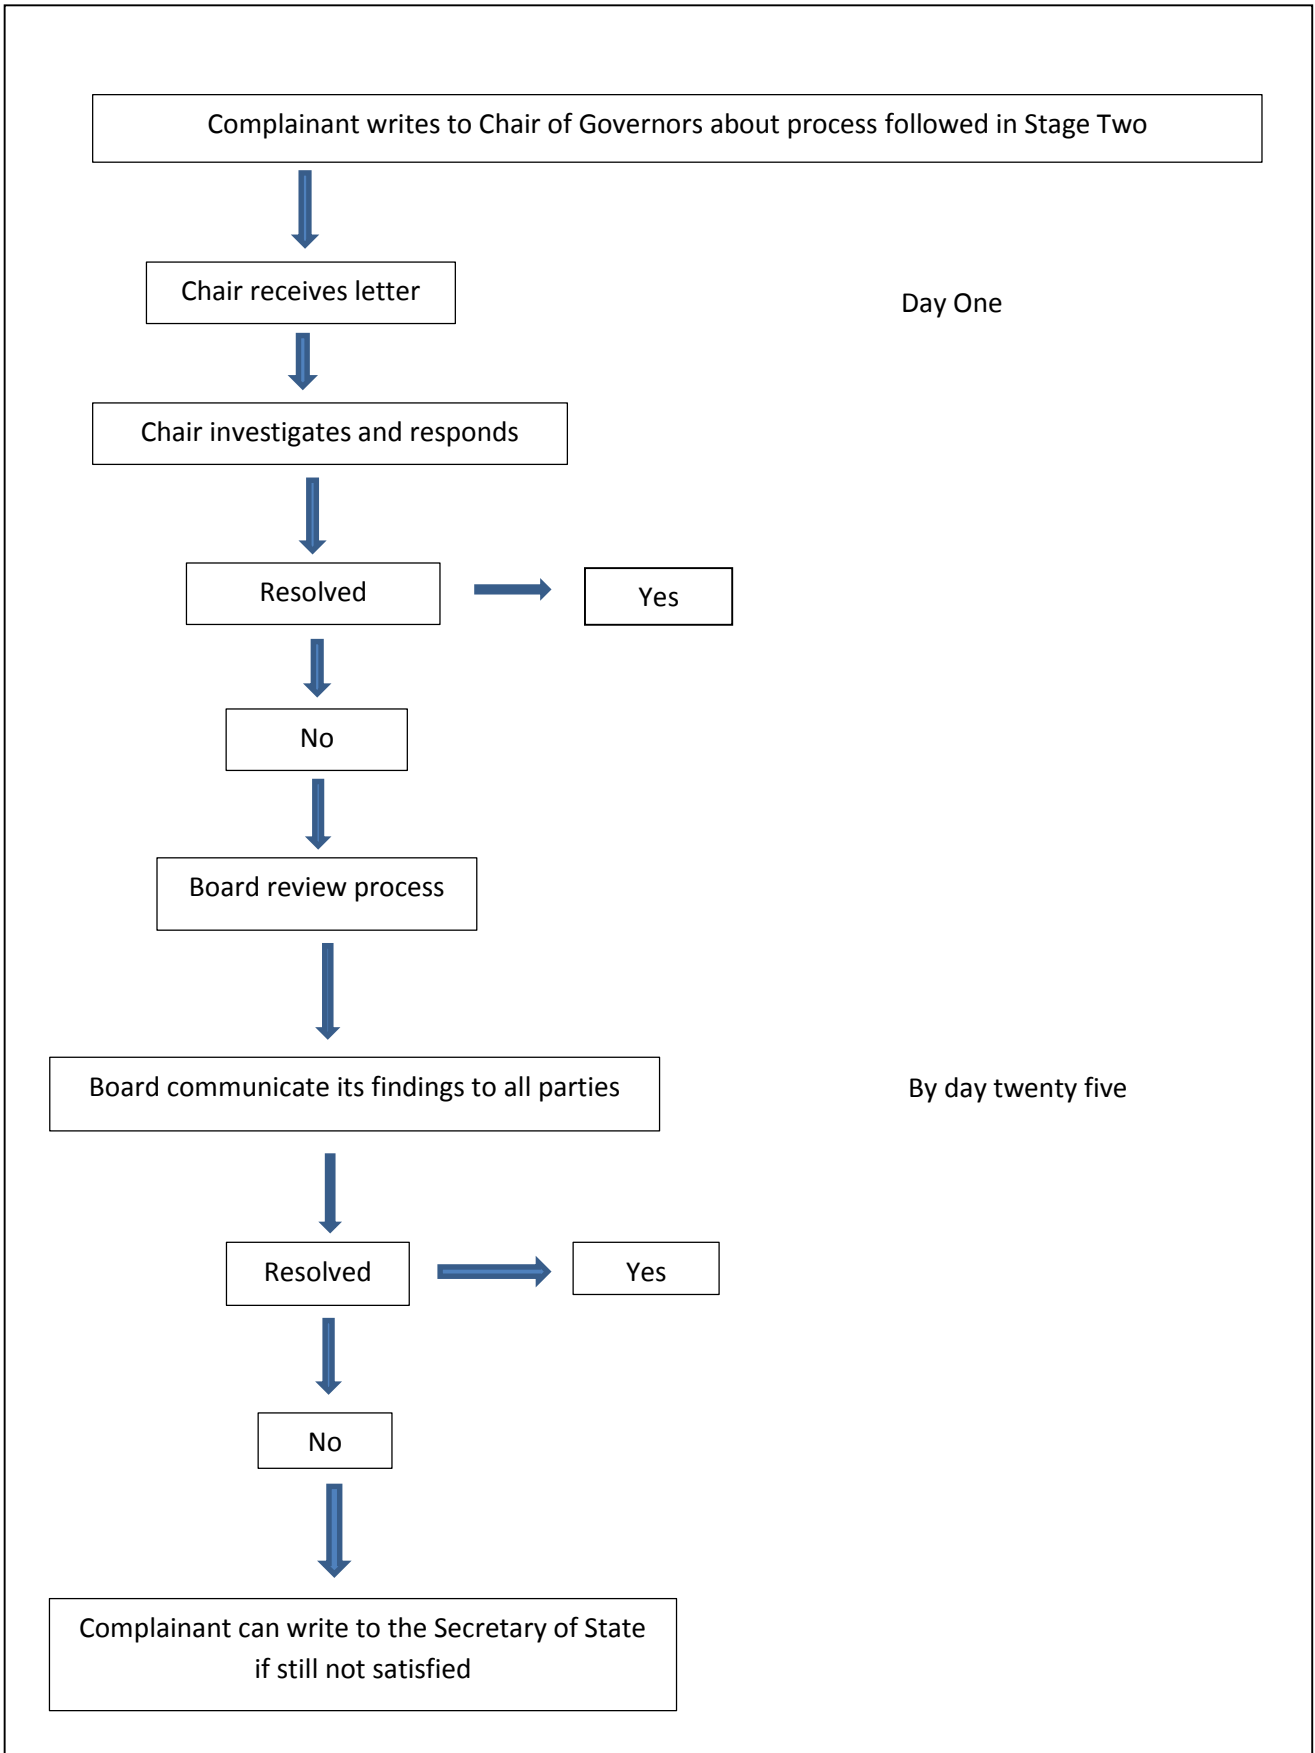 Complainant writes to Chair of Governors about process followed in Stage Two
Chair receives letter
Day One
Chair investigates and responds
Resolved
Yes
No
Board review process
Board communicate its findings to all parties
By day twenty five
Resolved
Yes
No
Complainant can write to the Secretary of State
if still not satisfied